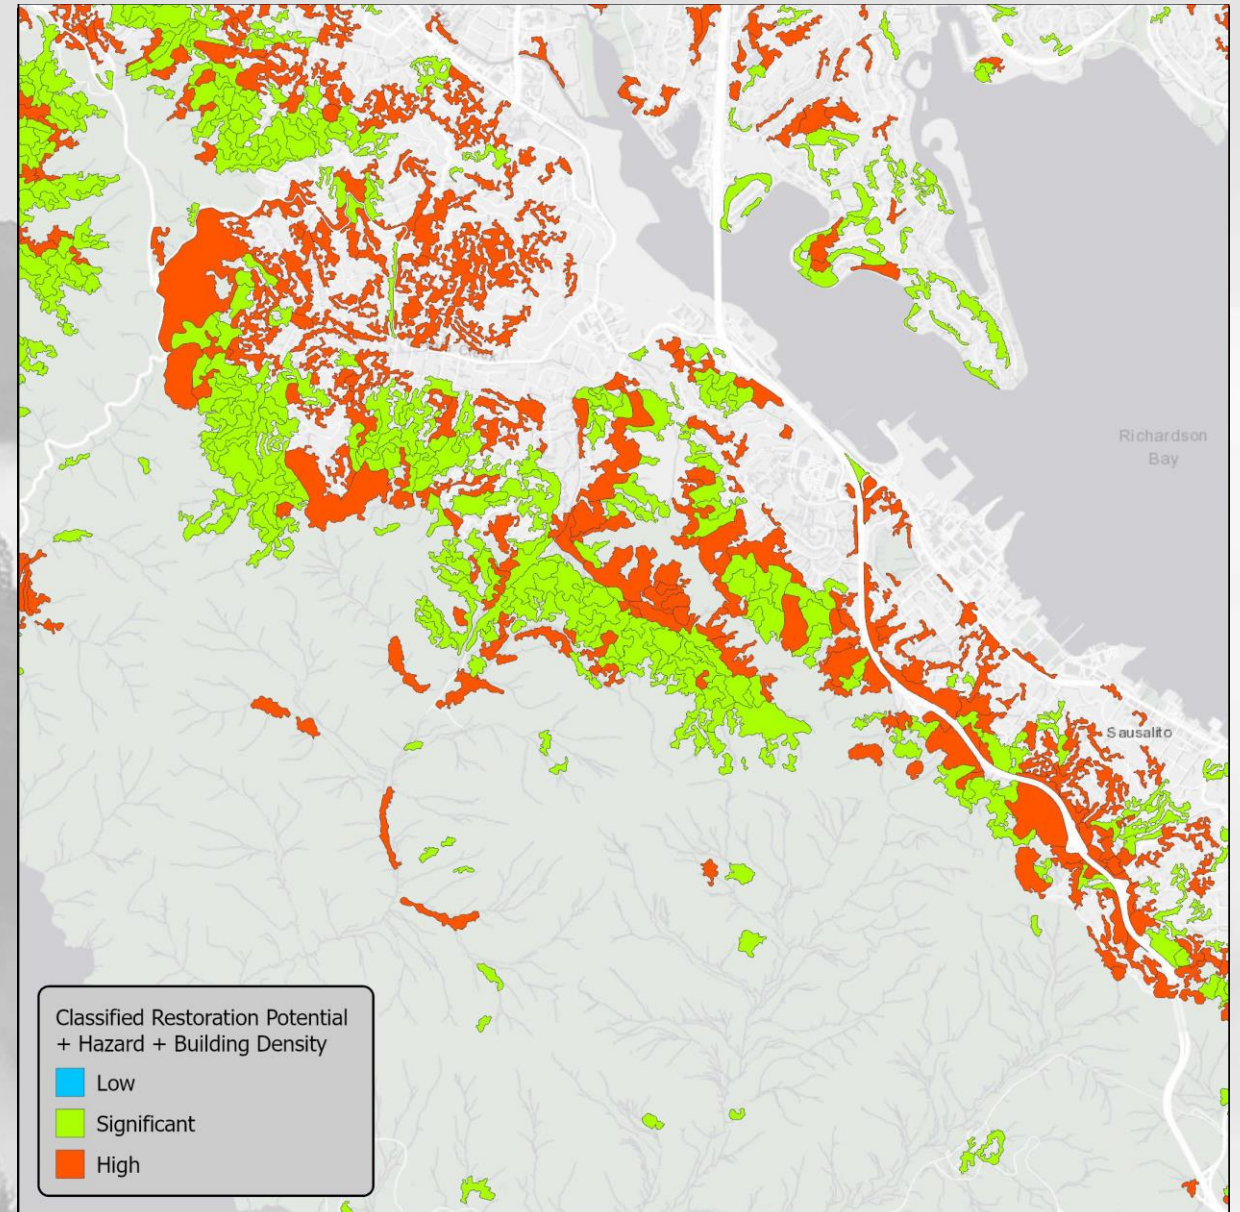 Richardson
Bay
Sausalito
Classified Restoration Potential
+ Hazard + Building Density
Low
Significant
High